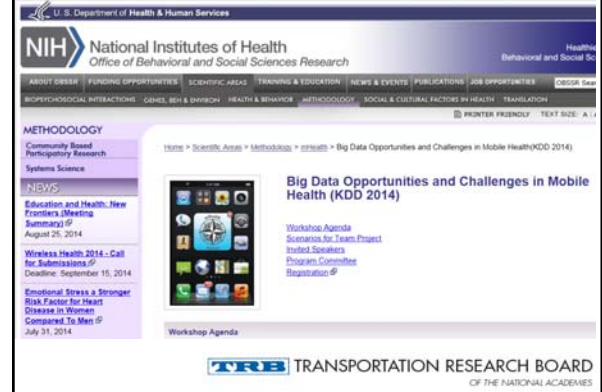 U. S. Department of Health & Human Services
NIH National Institutes of Health
Office of Behavioral and Social Sciences Research
Healthie
Behavioral and Social Sc
ABOUT OBSSR FUNDING OPPORTUNITIES SCIENTIFIC AREAS TRAINING & EDUCATION NEWS & EVENTS PUBLICATIONS JOB OPPORTUNITIES OBSSR Sear
BIOPSYCHOSOCIAL INTERACTIONS GENES, BEH & ENVIRON HEALTH & BEHAVIOR METHODOLOGY SOCIAL & CULTURAL FACTORS IN HEALTH TRANSLATION
PRINTER FRIENDLY TEXT SIZE: A
METHODOLOGY
Community Based
Participatory Research
Systems Science
NEWS
Education and Health: New
Frontiers (Meeting
Summary)
August 25, 2014
Wireless Health 2014 - Call
for Submissions
Deadline: September 15, 2014
Emotional Stress a Stronger
Risk Factor for Heart
Disease in Women
Compared To Men
July 31, 2014
Home > Scientific Areas > Methodology > mHealth > Big Data Opportunities and Challenges in Mobile Health(KDD 2014)
Big Data Opportunities and Challenges in Mobile
Health (KDD 2014)
Workshop Agenda
Scenarios for Team Project
Invited Speakers
Program Committee
Registration
Workshop Agenda
TRB TRANSPORTATION RESEARCH BOARD
OF THE NATIONAL ACADEMIES